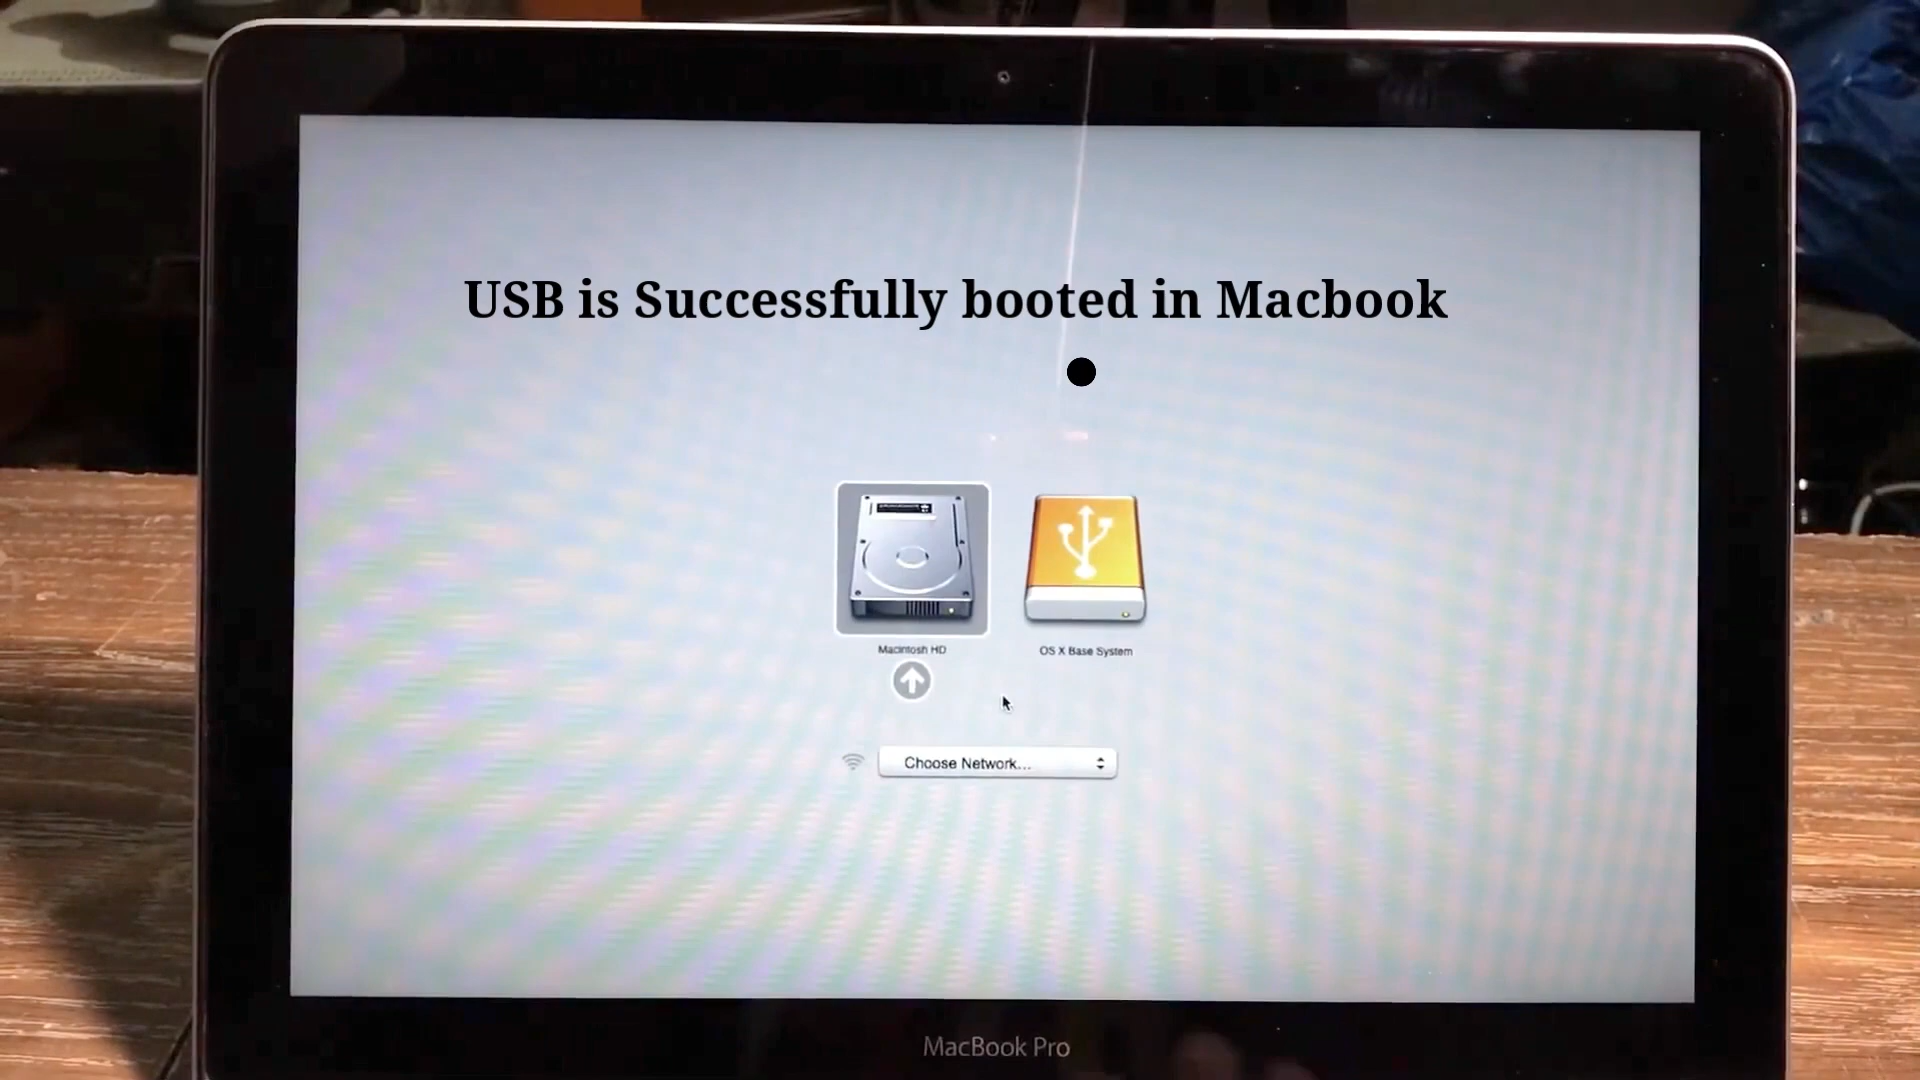 USB is Successfully booted in Macbook
Macintosh HD
OS X Base System
Choose Network...
MacBook Pro